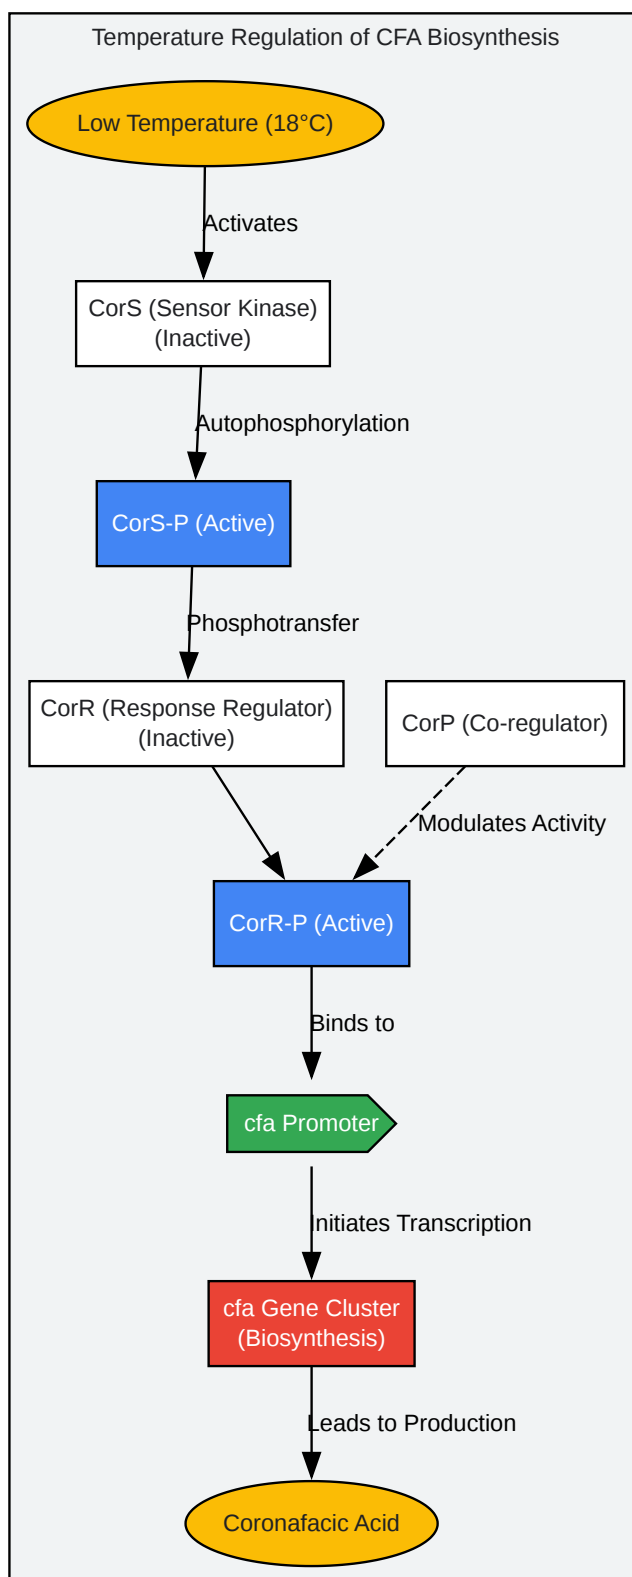 Temperature Regulation of CFA Biosynthesis
Low Temperature (18°C)
Activates
CorS (Sensor Kinase)
(Inactive)
Autophosphorylation
CorS-P (Active)
Phosphotransfer
CorR (Response Regulator)
(Inactive)
CorP (Co-regulator)
Modulates Activity
CorR-P (Active)
Binds to
cfa Promoter
Initiates Transcription
cfa Gene Cluster
(Biosynthesis)
Leads to Production
Coronafacic Acid